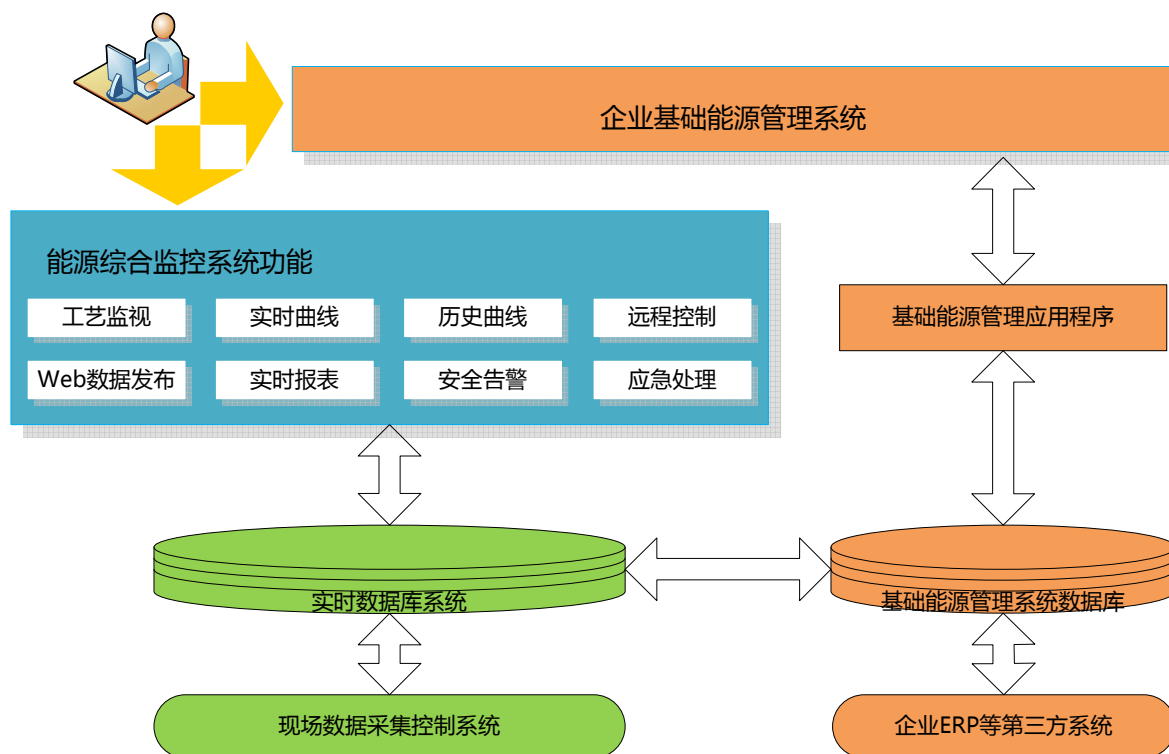 企业基础能源管理系统
能源综合监控系统功能
工艺监视
实时曲线
历史曲线
远程控制
基础能源管理应用程序
Web数据发布
实时报表
安全告警
应急处理
实时数据库系统
基础能源管理系统数据库
现场数据采集控制系统
企业ERP等第三方系统